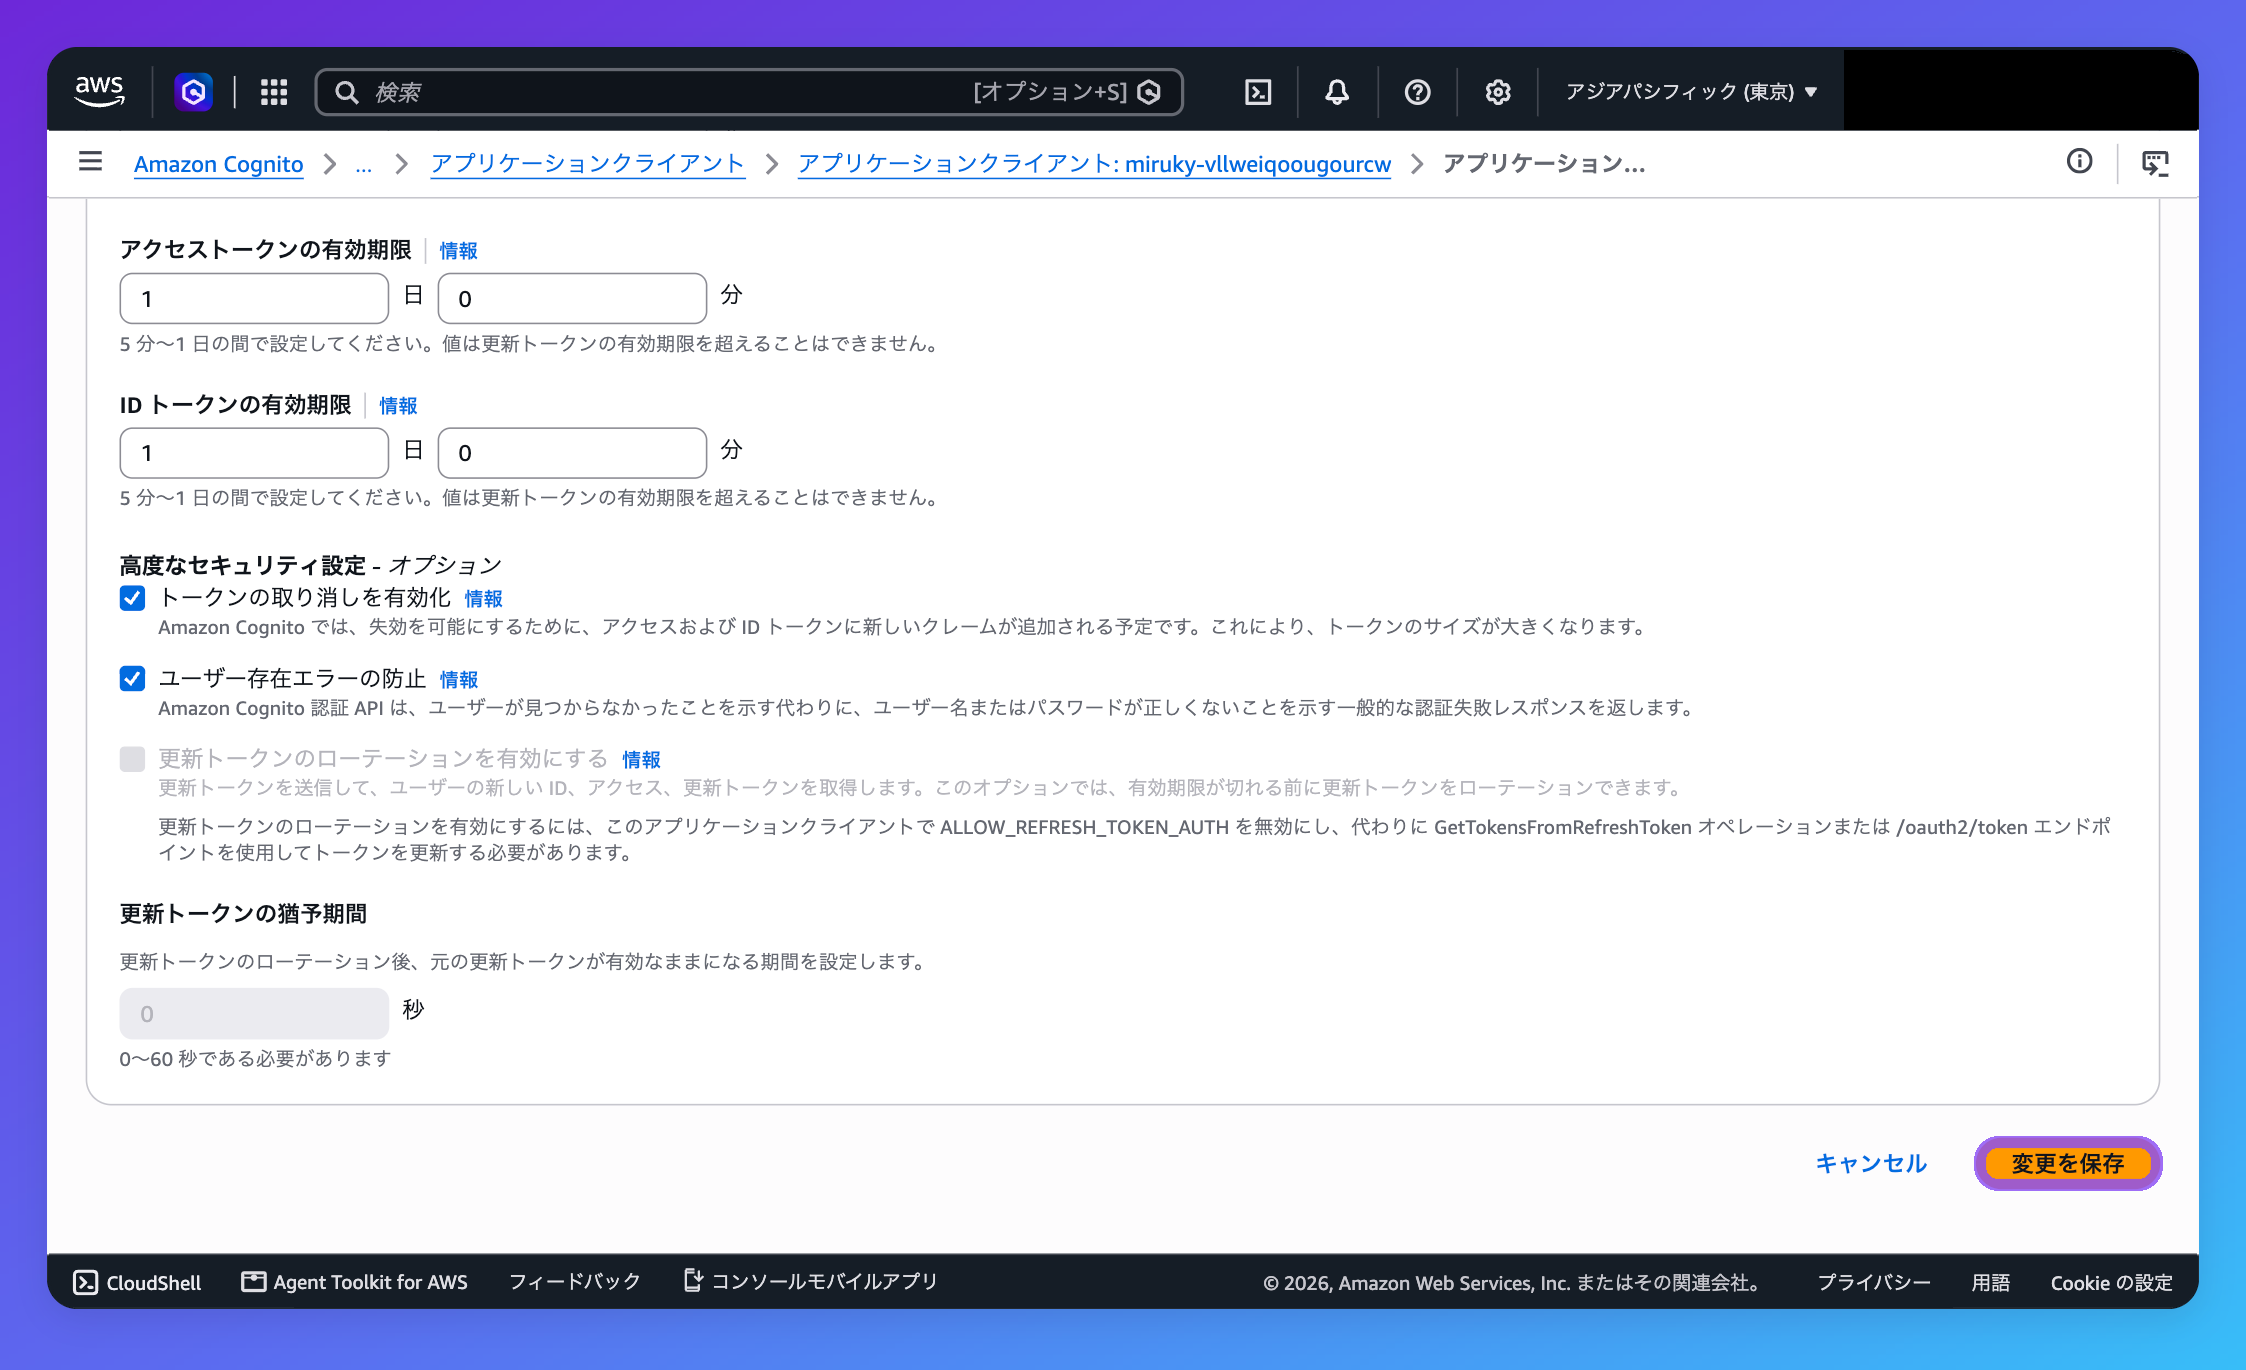 aws
検索
[オプション+S]
アジアパシフィック (東京) ▼
Amazon Cognito > ... > アプリケーションクライアント > アプリケーションクライアント: miruky-vllweiqoougourcw > アプリケーション...
アクセストークンの有効期限 情報
1 日 0 分
5 分～1 日の間で設定してください。値は更新トークンの有効期限を超えることはできません。
ID トークンの有効期限 情報
1 日 0 分
5 分～1 日の間で設定してください。値は更新トークンの有効期限を超えることはできません。
高度なセキュリティ設定 - オプション
トークンの取り消しを有効化 情報
Amazon Cognito では、失効を可能にするために、アクセスおよび ID トークンに新しいクレームが追加される予定です。これにより、トークンのサイズが大きくなります。
ユーザー存在エラーの防止 情報
Amazon Cognito 認証 API は、ユーザーが見つからなかったことを示す代わりに、ユーザー名またはパスワードが正しくないことを示す一般的な認証失敗レスポンスを返します。
更新トークンのローテーションを有効にする 情報
更新トークンを送信して、ユーザーの新しい ID、アクセス、更新トークンを取得します。このオプションでは、有効期限が切れる前に更新トークンをローテーションできます。
更新トークンのローテーションを有効にするには、このアプリケーションクライアントで ALLOW_REFRESH_TOKEN_AUTH を無効にし、代わりに GetTokensFromRefreshToken オペレーションまたは /oauth2/token エンドポ
イントを使用してトークンを更新する必要があります。
更新トークンの猶予期間
更新トークンのローテーション後、元の更新トークンが有効なままになる期間を設定します。
0 秒
0～60 秒である必要があります
キャンセル
変更を保存
CloudShell
Agent Toolkit for AWS
フィードバック
コンソールモバイルアプリ
© 2026, Amazon Web Services, Inc. またはその関連会社。
プライバシー
用語
Cookie の設定